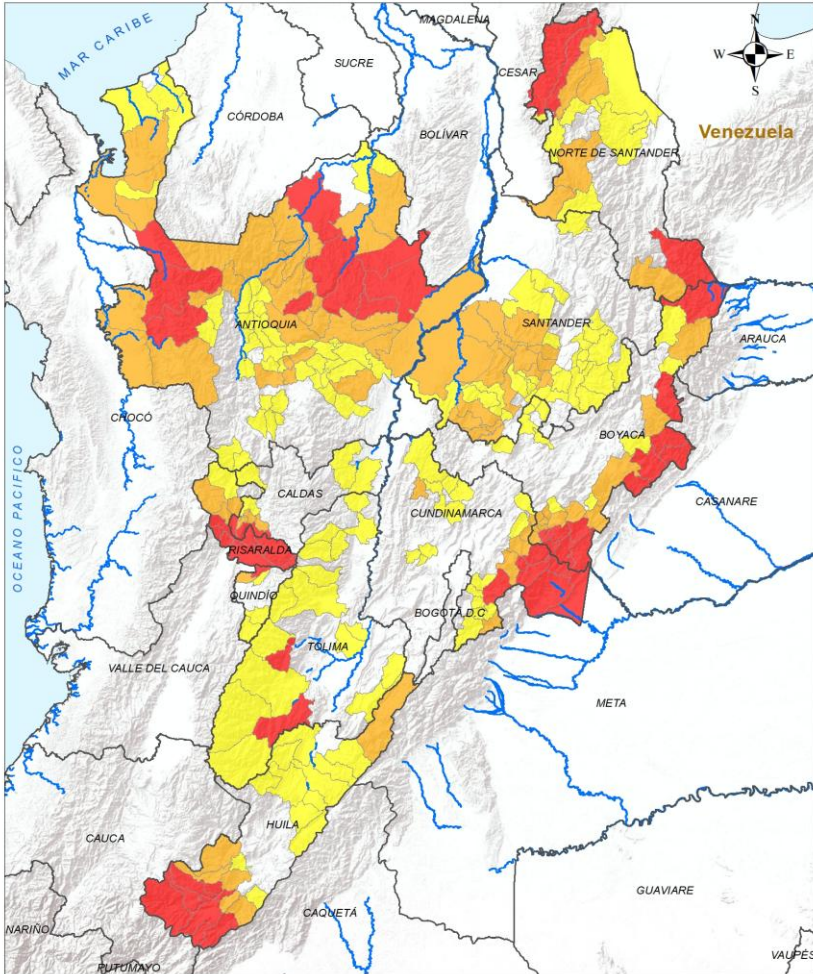 MAGDALENA
N
MAR CARIBE
SUCRE
W E
CESAR
S
CÓRDOBA
BOLÍVAR
Venezuela
NORTE DE SANTANDER
ANTIOQUIA
SANTANDER
ARAUCA
CHOCÓ
BOYACÁ
CALDAS
CUNDINAMARCA
CASANARE
OCEANO PACIFICO
RISARALDA
QUINDÍO
BOGOTÁ.D.C
TOLIMA
VALLE DEL CAUCA
META
HUILA
CAUCA
GUAVIARE
CAQUETÁ
NARIÑO
VAUPÉS
PUTUMAYO